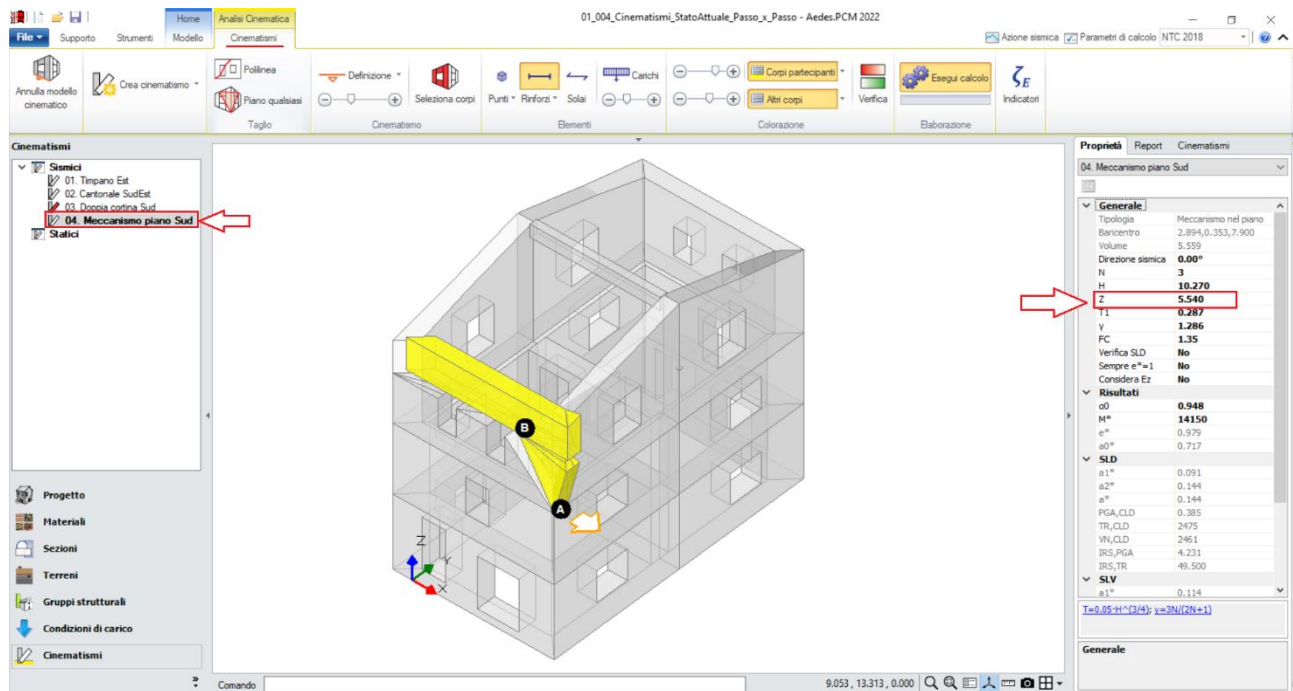 01_004_Cinematismi_StatoAttuale_Passo_x_Passo - Aedes.PCM 2022
Home
Analisi Cinematica
File
Supporto
Strumenti
Modello
Cinematismi
Azione sismica
Parametri di calcolo
NTC 2018
Annulla modello cinematico
Crea cinematismo
Polilinea
Piano qualsiasi
Taglio
Definizione
Seleziona corpi
Cinematismo
Punti
Rinforzi
Solai
Carichi
Elementi
Corpi partecipanti
Altri corpi
Verifica
Colorazione
Esegui calcolo
Elaborazione
ζE
Indicatori
Cinematismi
Sismici
01. Timpano Est
02. Cantonale SudEst
03. Doppia cortina Sud
04. Meccanismo piano Sud
Statici
Progetto
Materiali
Sezioni
Terreni
Gruppi strutturali
Condizioni di carico
Cinematismi
B
A
Z
Y
X
Comando
9.053 , 13.313 , 0.000
Proprietà Report Cinematismi
04. Meccanismo piano Sud
Generale
Tipologia Meccanismo nel piano
Baricentro 2.894,0.353,7.900
Volume 5.559
Direzione sismica 0.00°
N 3
H 10.270
Z 5.540
T1 0.287
γ 1.286
FC 1.35
Verifica SLD No
Sempre e*=1 No
Considera Ez No
Risultati
α0 0.948
M* 14150
e* 0.979
a0* 0.717
SLD
a1* 0.091
a2* 0.144
a* 0.144
PGA,CLD 0.385
TR,CLD 2475
VN,CLD 2461
IRS,PGA 4.231
IRS,TR 49.500
SLV
a1* 0.114
T=0.05·H^(3/4); γ=3N/(2N+1)
Generale